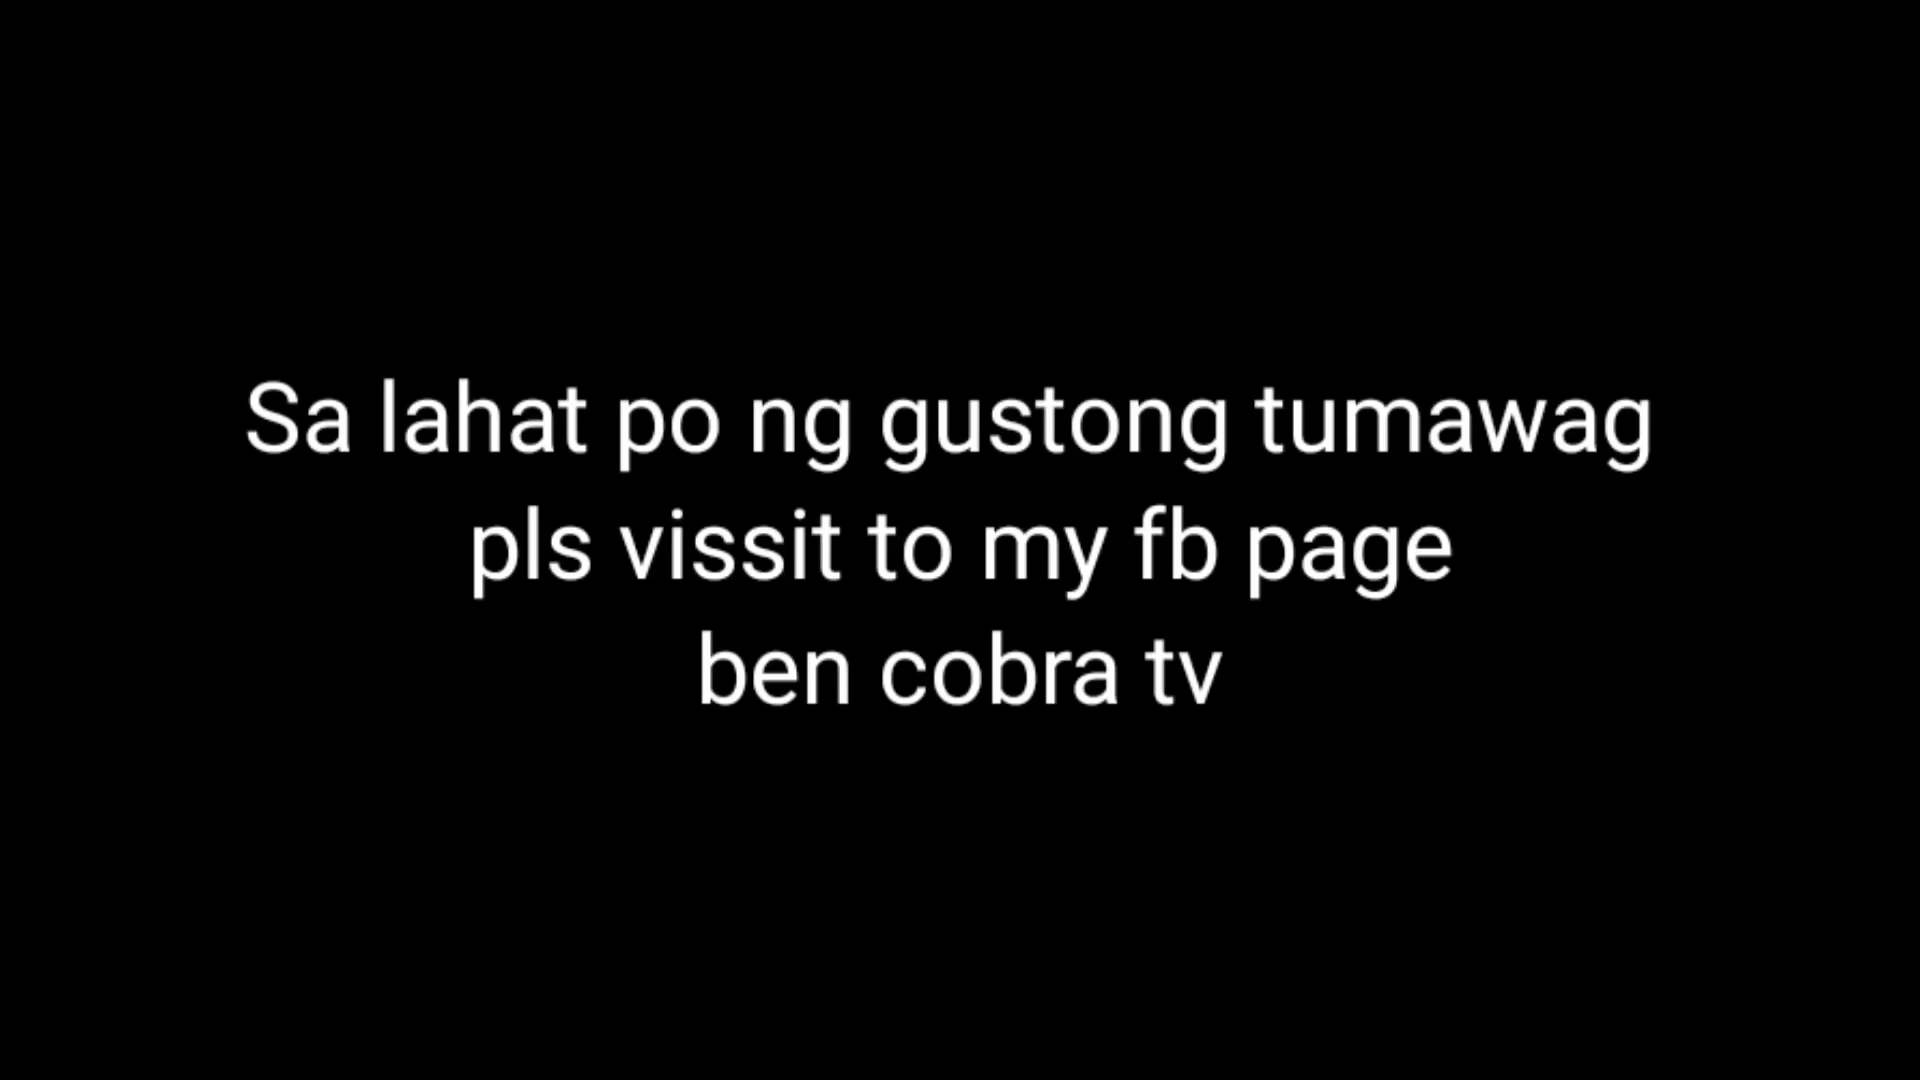 Sa lahat po ng gustong tumawag
pls vissit to my fb page
ben cobra tv